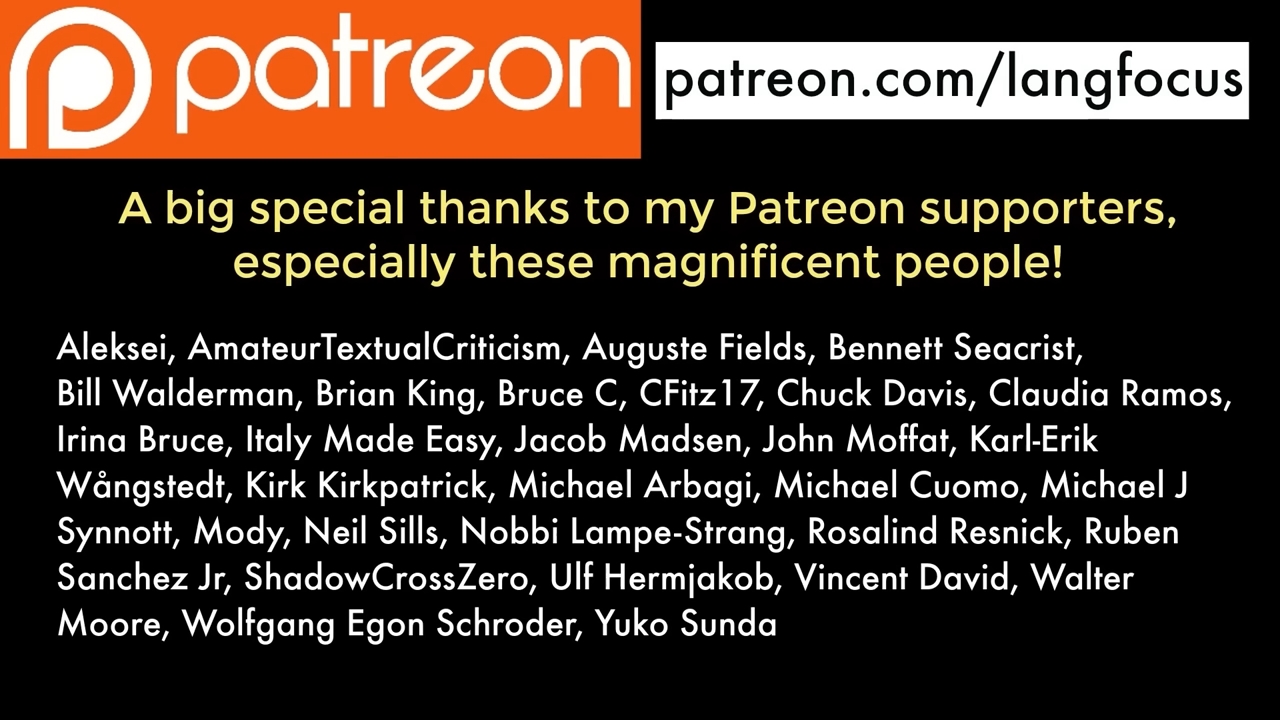 patreon
patreon.com/langfocus
A big special thanks to my Patreon supporters,
especially these magnificent people!
Aleksei, AmateurTextualCriticism, Auguste Fields, Bennett Seacrist,
Bill Walderman, Brian King, Bruce C, CFitz17, Chuck Davis, Claudia Ramos,
Irina Bruce, Italy Made Easy, Jacob Madsen, John Moffat, Karl-Erik
Wångstedt, Kirk Kirkpatrick, Michael Arbagi, Michael Cuomo, Michael J
Synnott, Mody, Neil Sills, Nobbi Lampe-Strang, Rosalind Resnick, Ruben
Sanchez Jr, ShadowCrossZero, Ulf Hermjakob, Vincent David, Walter
Moore, Wolfgang Egon Schroder, Yuko Sunda